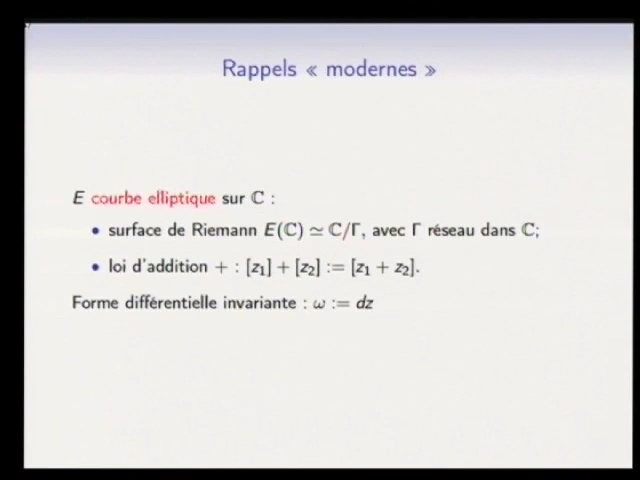 Rappels « modernes »
E courbe elliptique sur ℂ :
• surface de Riemann E(ℂ) ≃ ℂ/Γ, avec Γ réseau dans ℂ;
• loi d'addition + : [z₁] + [z₂] := [z₁ + z₂].
Forme différentielle invariante : ω := dz